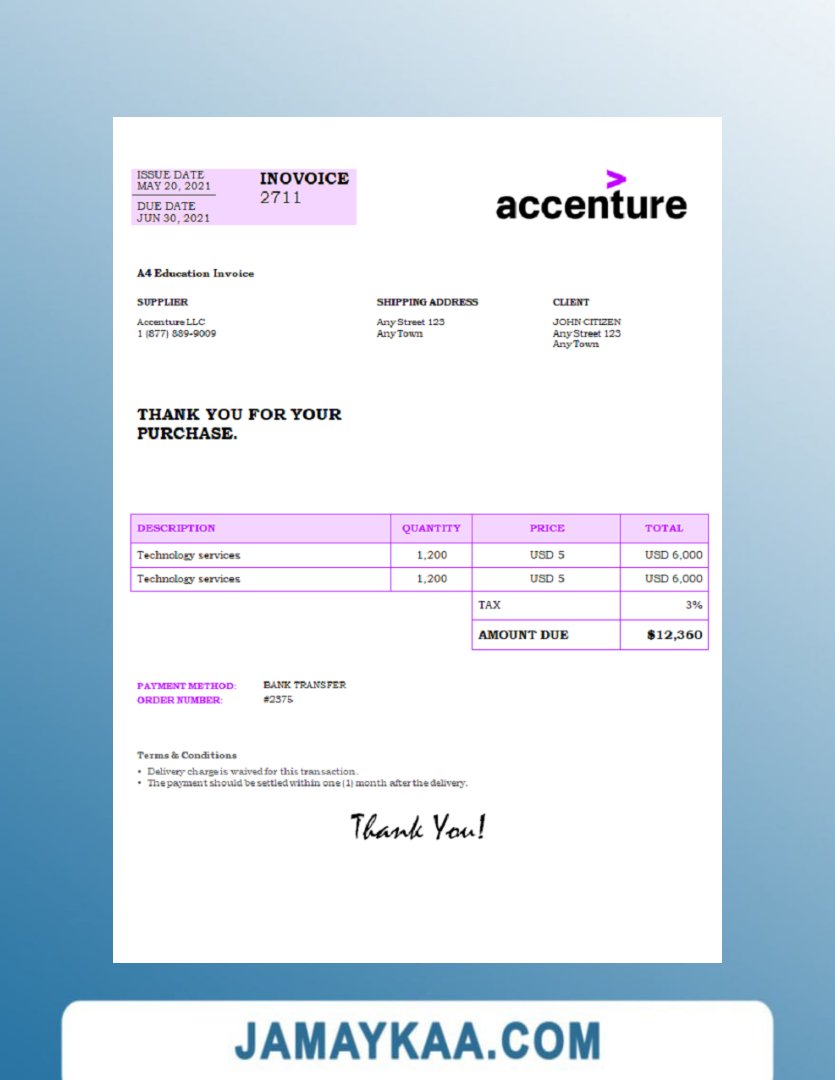 ISSUE DATE
MAY 20, 2021
DUE DATE
JUN 30, 2021
INOVOICE
2711
accenture
A4 Education Invoice
SUPPLIER
Accenture LLC
1 (877) 889-9009
SHIPPING ADDRESS
Any Street 123
Any Town
CLIENT
JOHN CITIZEN
Any Street 123
Any Town
THANK YOU FOR YOUR
PURCHASE.
DESCRIPTION QUANTITY PRICE TOTAL
Technology services 1,200 USD 5 USD 6,000
Technology services 1,200 USD 5 USD 6,000
TAX 3%
AMOUNT DUE $12,360
PAYMENT METHOD: BANK TRANSFER
ORDER NUMBER: #2375
Terms & Conditions
• Delivery charge is waived for this transaction.
• The payment should be settled within one (1) month after the delivery.
Thank You!
JAMAYKAA.COM